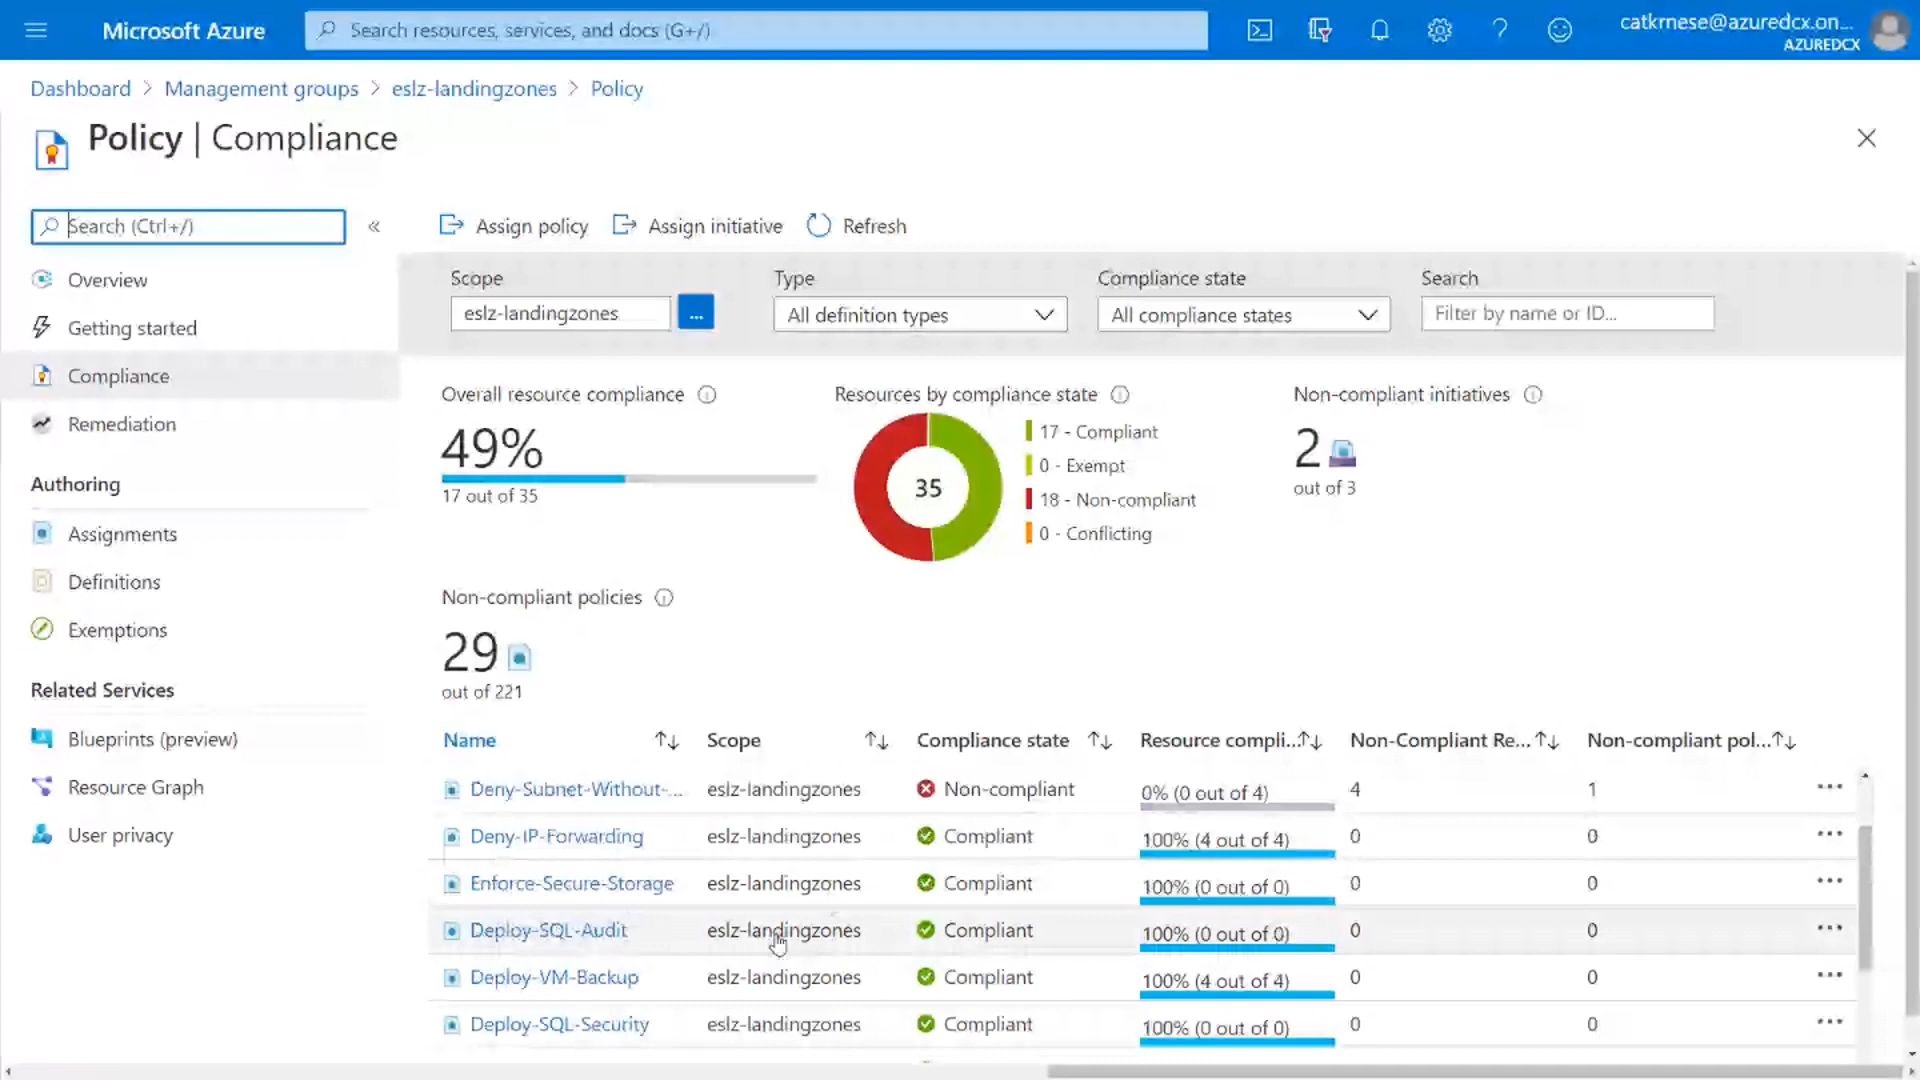 Microsoft Azure
Search resources, services, and docs (G+/)
catkrnese@azuredcx.on...
AZUREDCX
Dashboard > Management groups > eslz-landingzones > Policy
Policy | Compliance
Search (Ctrl+/)
«
Overview
Getting started
Compliance
Remediation
Authoring
Assignments
Definitions
Exemptions
Related Services
Blueprints (preview)
Resource Graph
User privacy
Assign policy Assign initiative Refresh
Scope Type Compliance state Search
eslz-landingzones ... All definition types All compliance states Filter by name or ID...
Overall resource compliance
49%
17 out of 35
Resources by compliance state
35
17 - Compliant
0 - Exempt
18 - Non-compliant
0 - Conflicting
Non-compliant initiatives
2
out of 3
Non-compliant policies
29
out of 221
Name Scope Compliance state Resource compli... Non-Compliant Re... Non-compliant pol...
Deny-Subnet-Without-... eslz-landingzones Non-compliant 0% (0 out of 4) 4 1 ...
Deny-IP-Forwarding eslz-landingzones Compliant 100% (4 out of 4) 0 0 ...
Enforce-Secure-Storage eslz-landingzones Compliant 100% (0 out of 0) 0 0 ...
Deploy-SQL-Audit eslz-landingzones Compliant 100% (0 out of 0) 0 0 ...
Deploy-VM-Backup eslz-landingzones Compliant 100% (4 out of 4) 0 0 ...
Deploy-SQL-Security eslz-landingzones Compliant 100% (0 out of 0) 0 0 ...